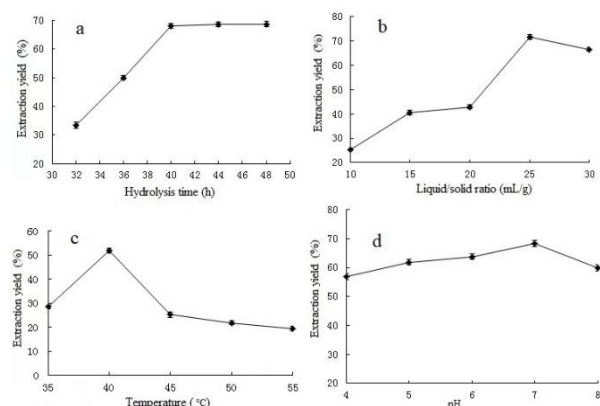 a
Extraction yield (%)
70
60
50
40
30
20
30 32 34 36 38 40 42 44 46 48 50
Hydrolysis time (h)
b
Extraction yield (%)
80
70
60
50
40
30
20
10 15 20 25 30
Liquid/solid ratio (mL/g)
c
Extraction yield (%)
60
50
40
30
20
10
0
35 40 45 50 55
Temperature (℃)
d
Extraction yield (%)
80
70
60
50
40
30
20
4 5 6 7 8
pH